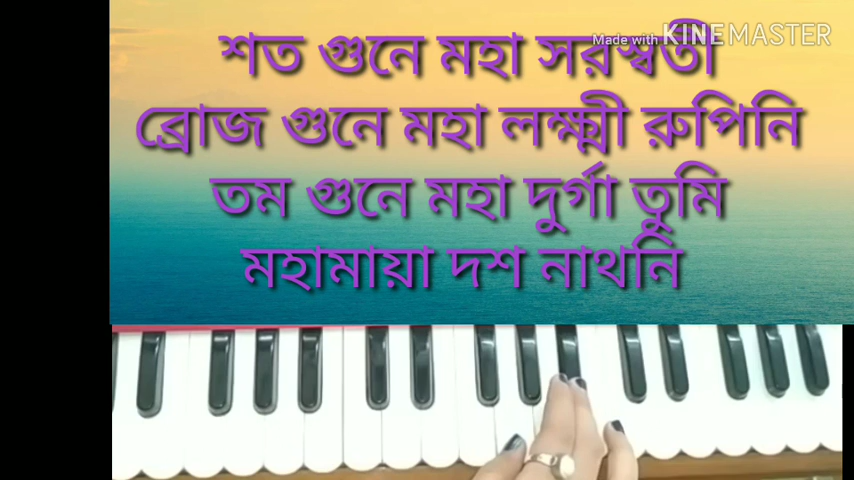 Made with KINEMASTER
শত গুনে মহা সরস্বতী
ব্রোজ গুনে মহা লক্ষ্মী রুপিনি
তম গুনে মহা দুর্গা তুমি
মহামায়া দশ নাথনি